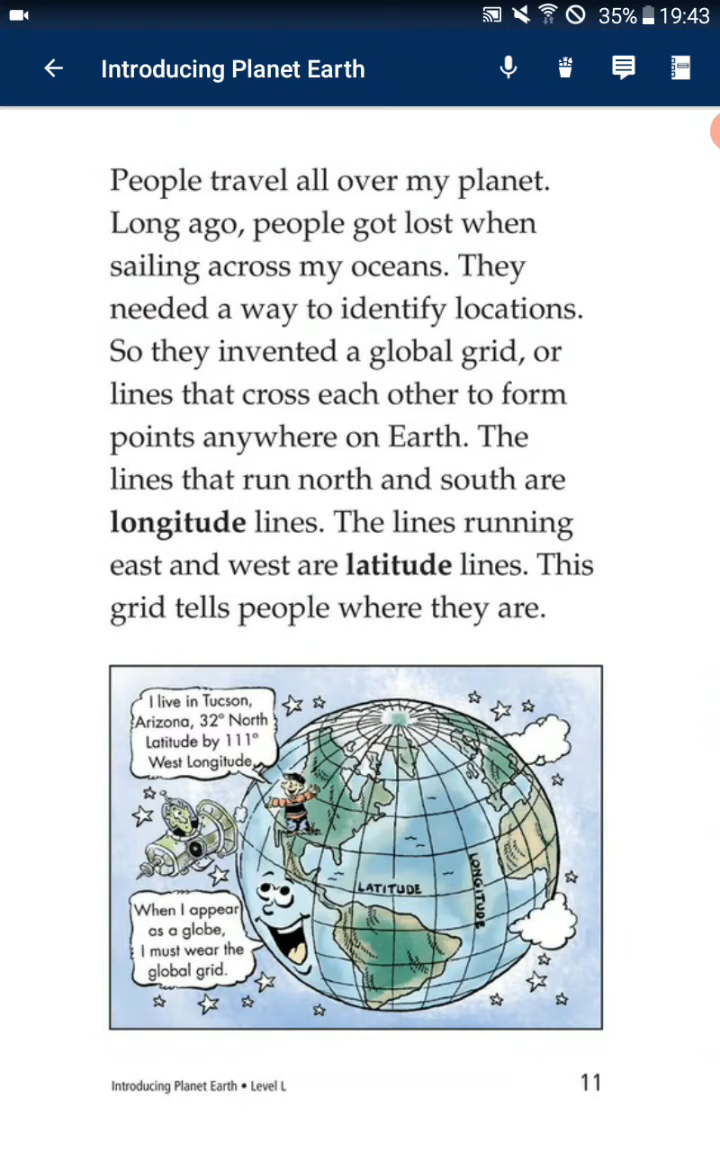 35% 19:43
Introducing Planet Earth
People travel all over my planet.
Long ago, people got lost when
sailing across my oceans. They
needed a way to identify locations.
So they invented a global grid, or
lines that cross each other to form
points anywhere on Earth. The
lines that run north and south are
longitude lines. The lines running
east and west are latitude lines. This
grid tells people where they are.
I live in Tucson,
Arizona, 32° North
Latitude by 111°
West Longitude.
LATITUDE
LONGITUDE
When I appear
as a globe,
I must wear the
global grid.
Introducing Planet Earth • Level L
11